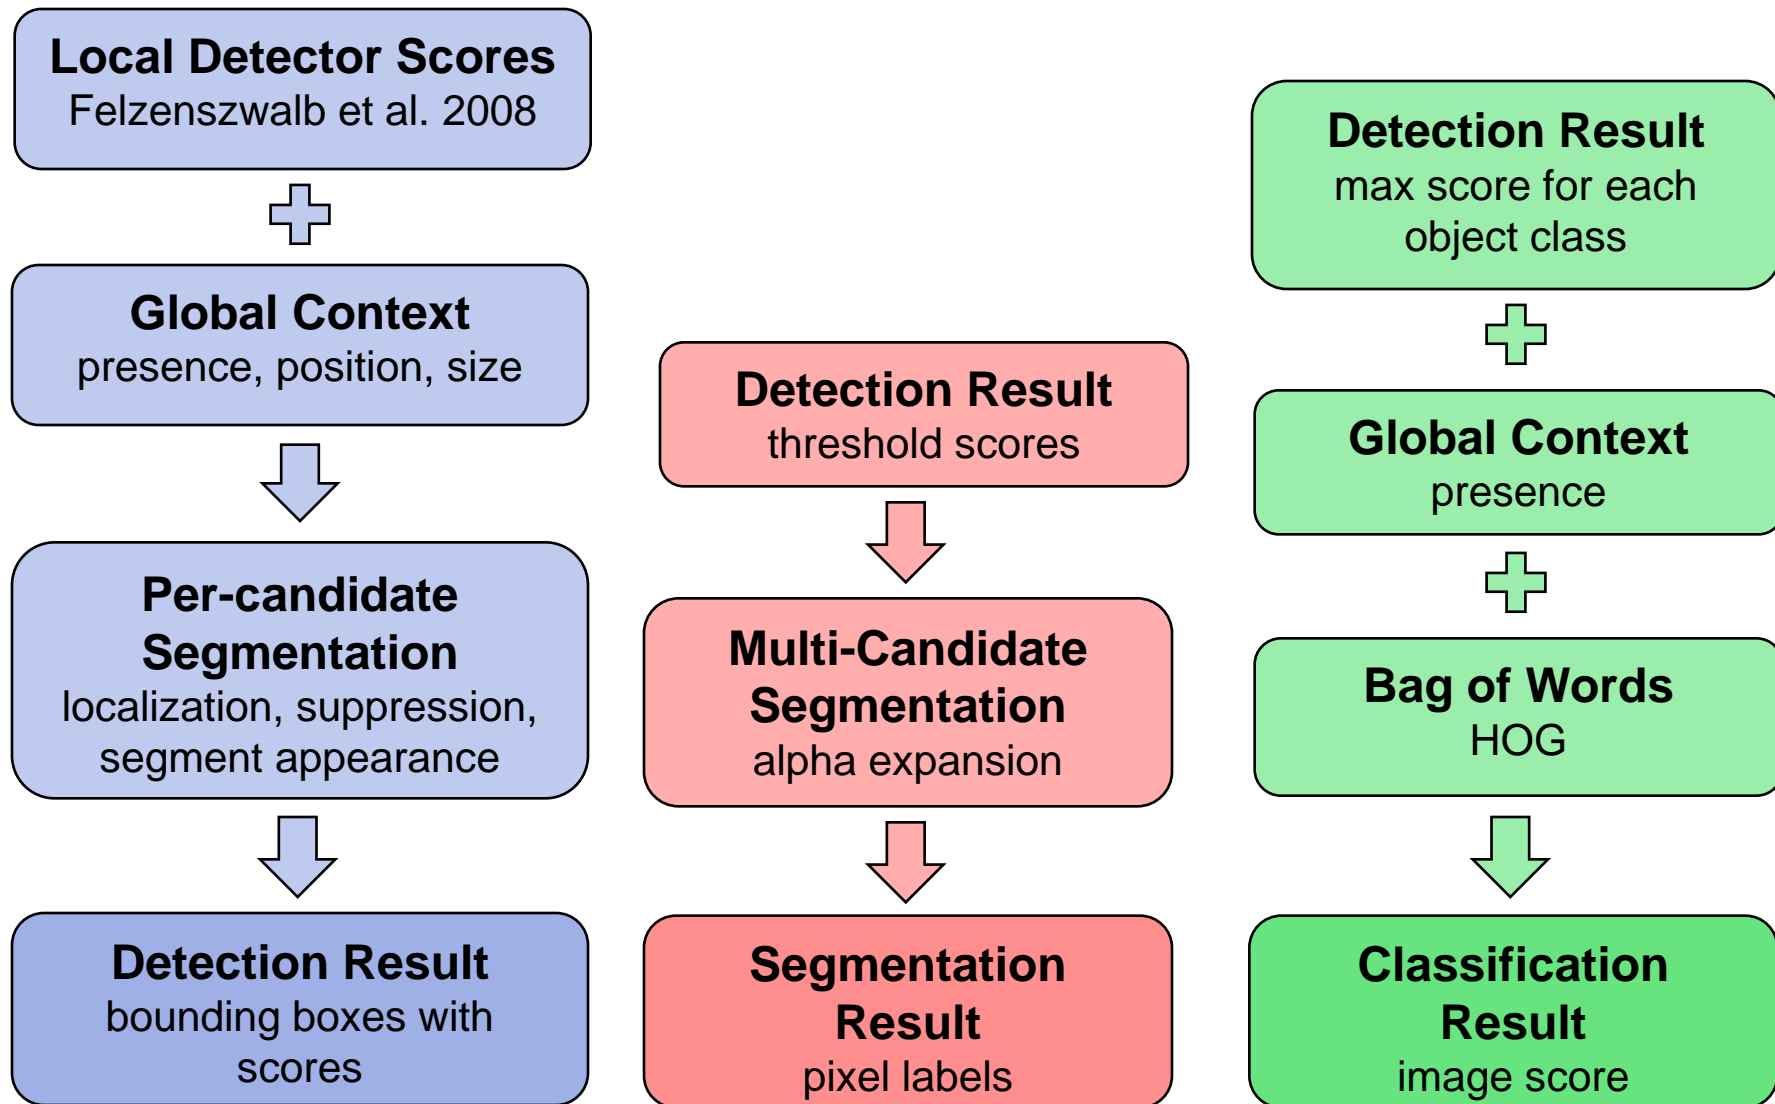 Local Detector Scores
Felzenszwalb et al. 2008
Global Context
presence, position, size
Per-candidate
Segmentation
localization, suppression,
segment appearance
Detection Result
bounding boxes with
scores
Detection Result
threshold scores
Multi-Candidate
Segmentation
alpha expansion
Segmentation
Result
pixel labels
Detection Result
max score for each
object class
Global Context
presence
Bag of Words
HOG
Classification
Result
image score